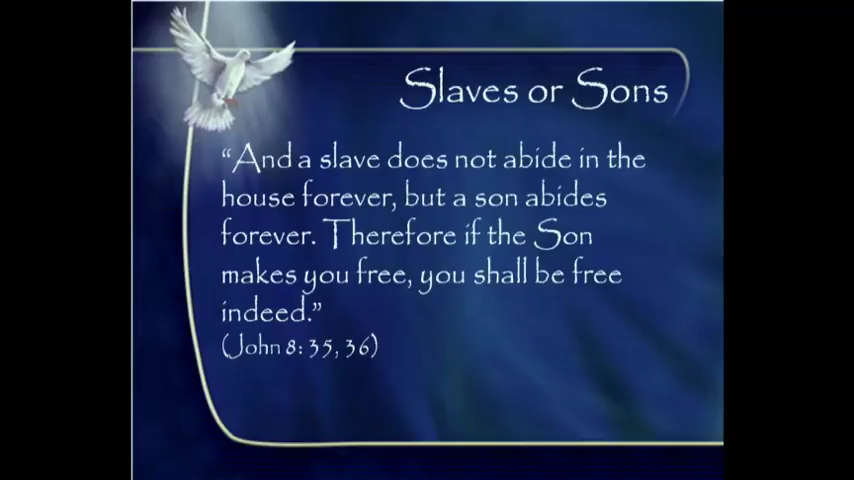 Slaves or Sons
“And a slave does not abide in the
house forever, but a son abides
forever. Therefore if the Son
makes you free, you shall be free
indeed.”
(John 8: 35, 36)